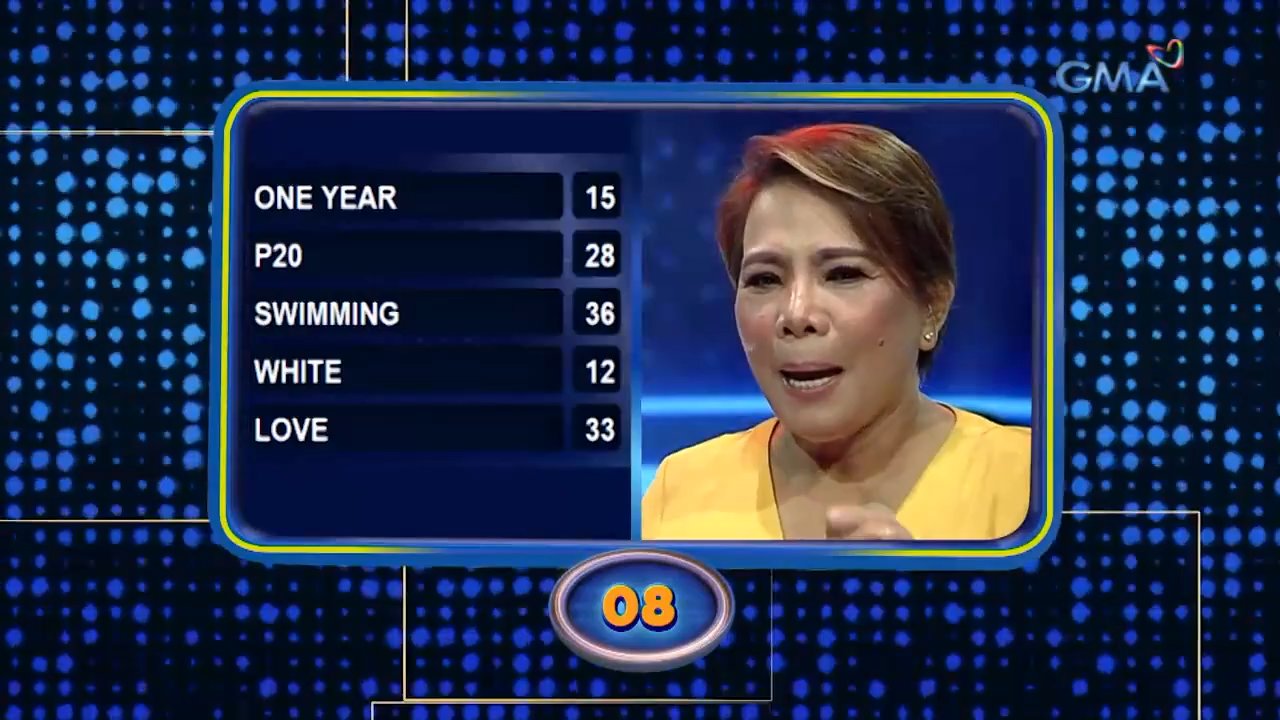 GMA
ONE YEAR 15
P20 28
SWIMMING 36
WHITE 12
LOVE 33
08